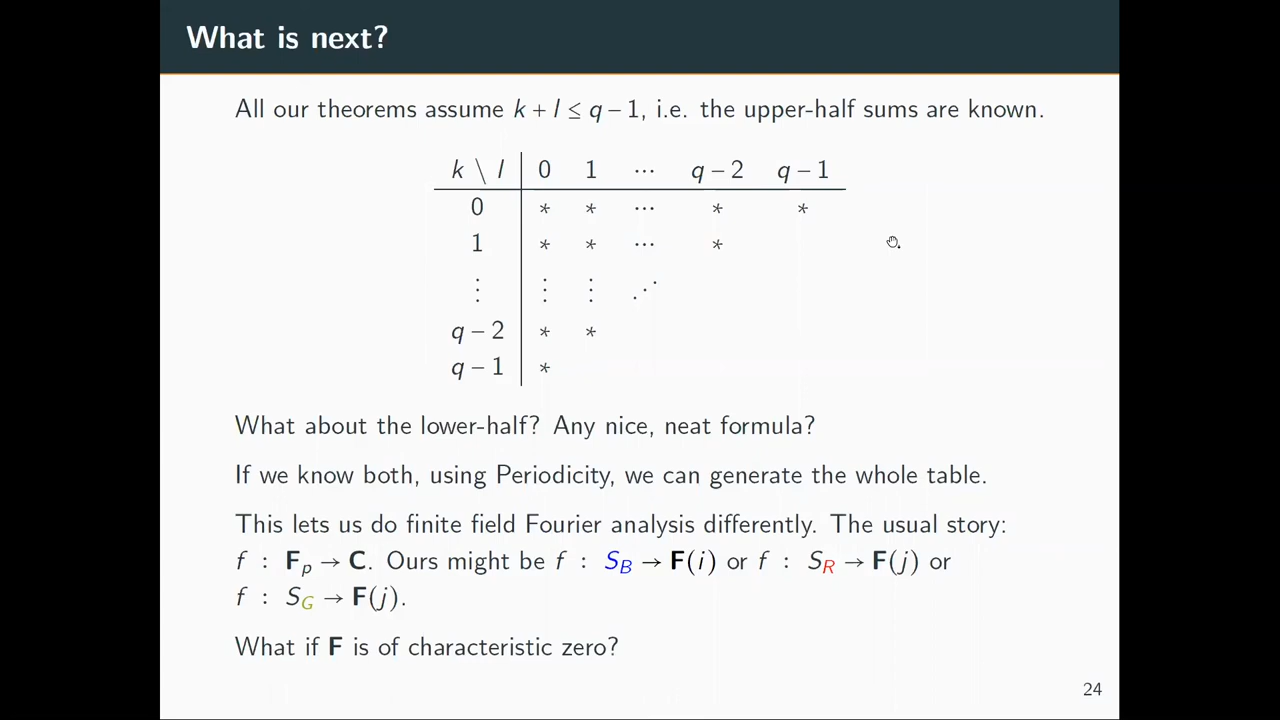 What is next?
All our theorems assume k + l ≤ q − 1, i.e. the upper-half sums are known.
k \ l 0 1 ⋯ q − 2 q − 1
0 * * ⋯ * *
1 * * ⋯ *
⋮ ⋮ ⋮ ⋰
q − 2 * *
q − 1 *
What about the lower-half? Any nice, neat formula?
If we know both, using Periodicity, we can generate the whole table.
This lets us do finite field Fourier analysis differently. The usual story:
f : F_p → C. Ours might be f : S_B → F(i) or f : S_R → F(j) or
f : S_G → F(j).
What if F is of characteristic zero?
24